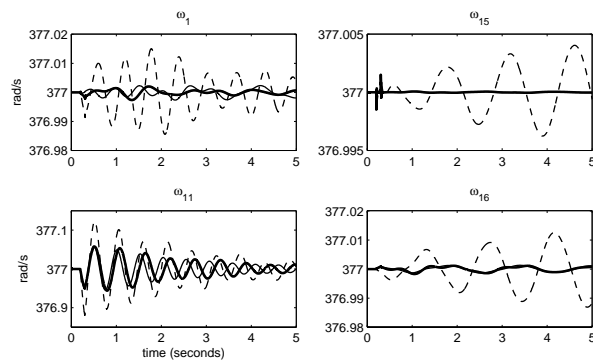 ω1
377.02
377.01
377
376.99
376.98
rad/s
0 1 2 3 4 5
ω15
377.005
377
376.995
0 1 2 3 4 5
ω11
377.1
377
376.9
rad/s
0 1 2 3 4 5
time (seconds)
ω16
377.02
377.01
377
376.99
376.98
0 1 2 3 4 5